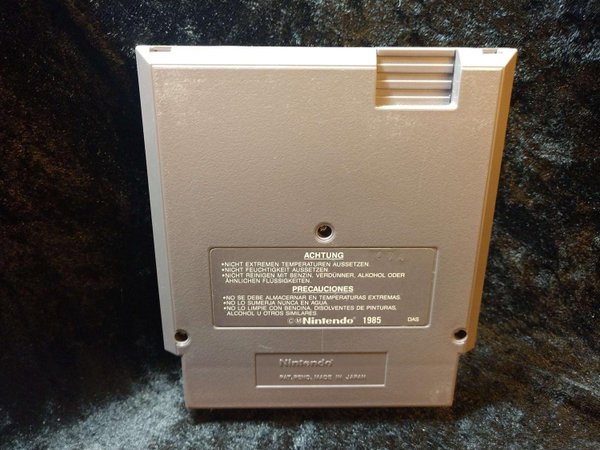 ACHTUNG
•NICHT EXTREMEN TEMPERATUREN AUSSETZEN.
•NICHT FEUCHTIGKEIT AUSSETZEN.
•NICHT REINIGEN MIT BENZIN, VERDÜNNER, ALKOHOL ODER
ÄHNLICHEN FLÜSSIGKEITEN.
PRECAUCIONES
•NO SE DEBE ALMACERNAR EN TEMPERATURAS EXTREMAS.
•NO LO SUMERJA NUNCA EN AGUA.
•NO LO LIMPIE CON BENCINA, DISOLVENTES DE PINTURAS,
ALCOHOL U OTROS SIMILARES
©M Nintendo® 1985 DAS
Nintendo®
PAT. PEND. MADE IN JAPAN